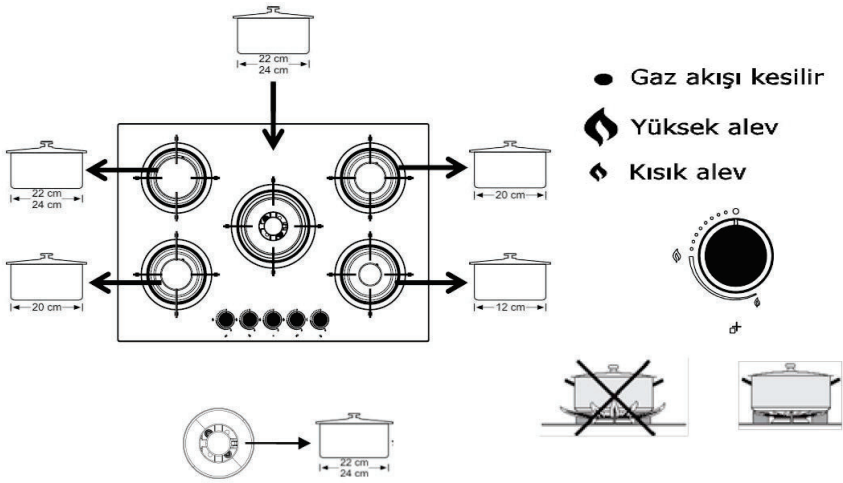 22 cm
24 cm
22 cm
24 cm
20 cm
20 cm
12 cm
22 cm
24 cm
Gaz akışı kesilir
Yüksek alev
Kısık alev